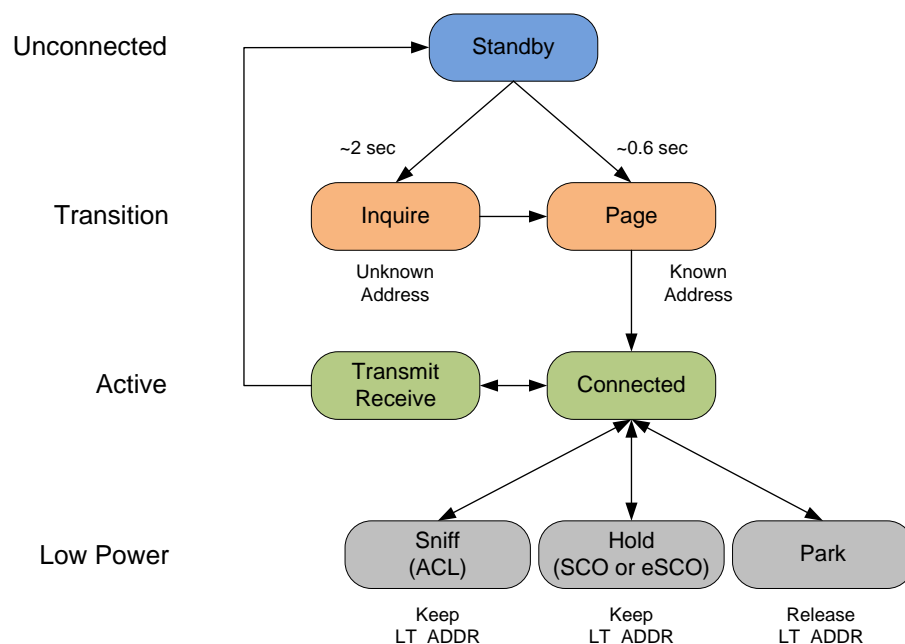 Unconnected
Standby
~2 sec
~0.6 sec
Transition
Inquire
Page
Unknown
Address
Known
Address
Active
Transmit
Receive
Connected
Low Power
Sniff
(ACL)
Hold
(SCO or eSCO)
Park
Keep
LT_ADDR
Keep
LT_ADDR
Release
LT_ADDR